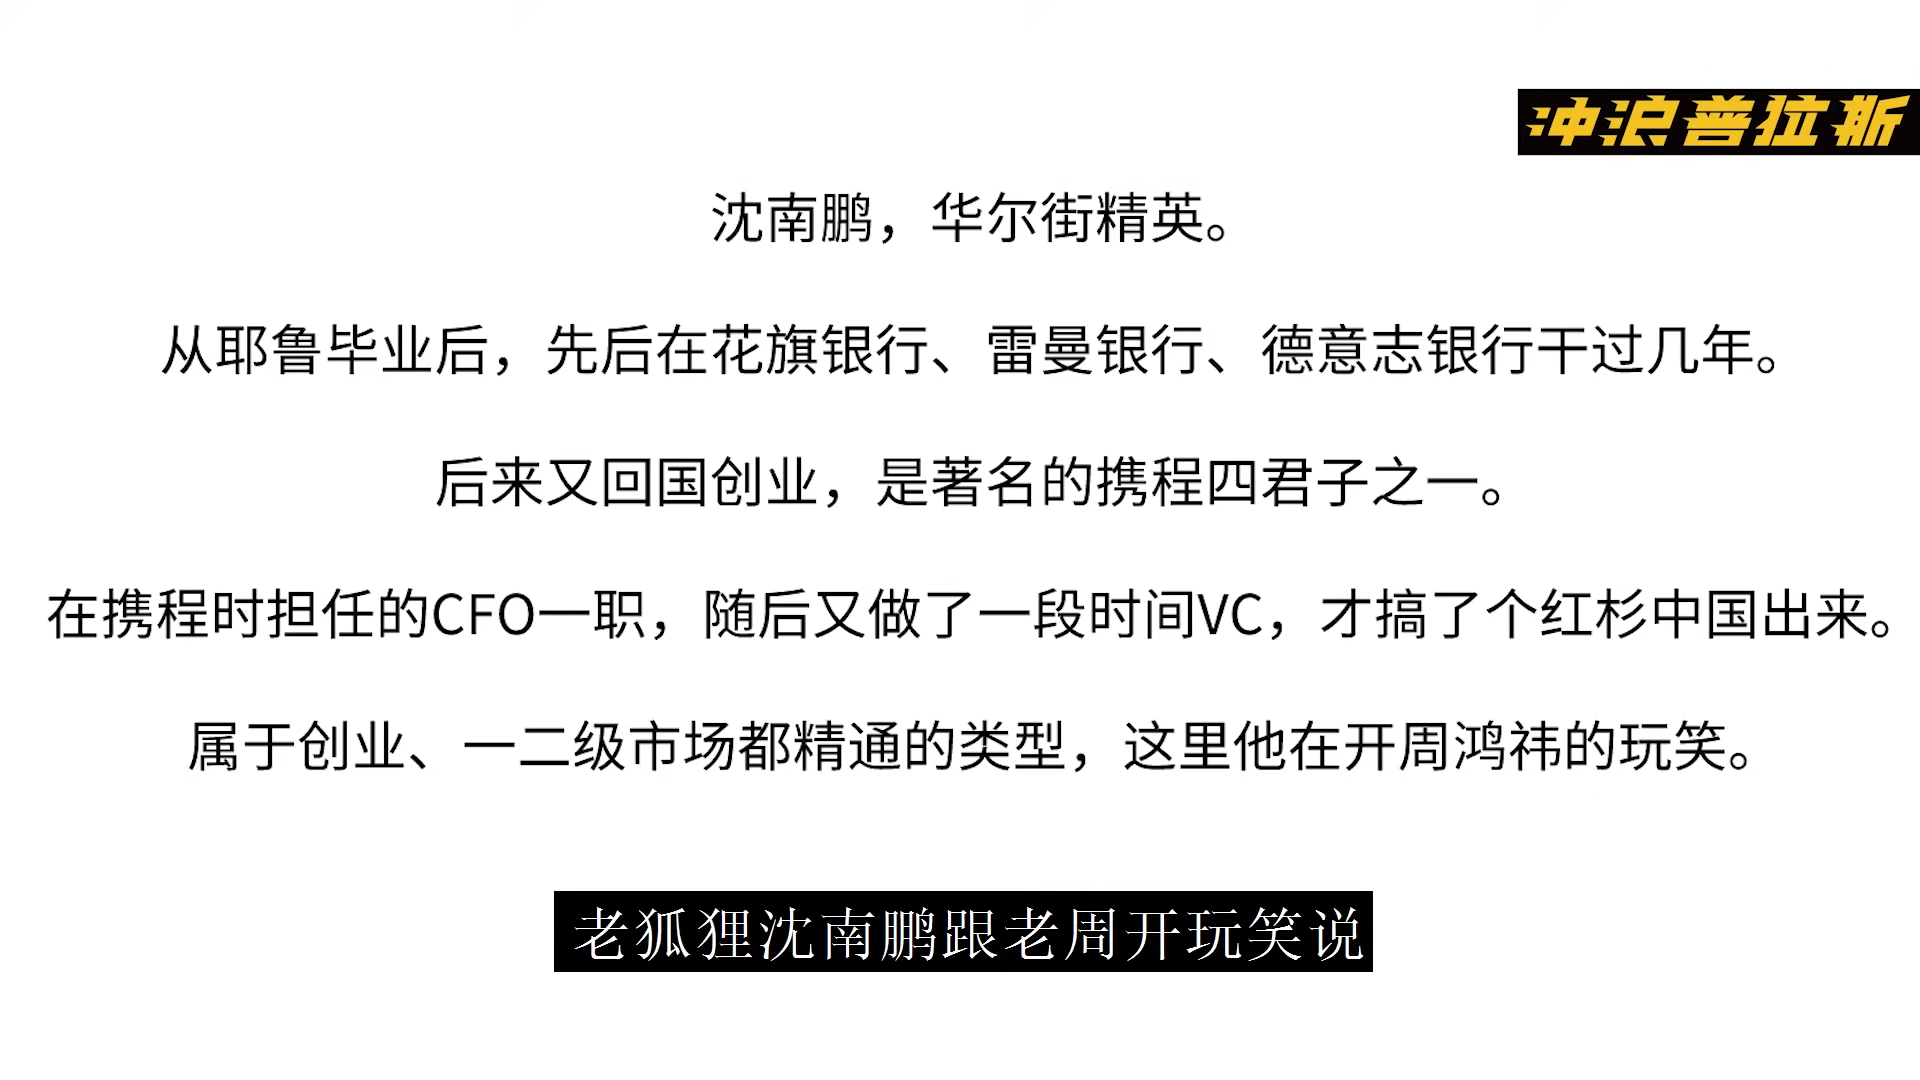 冲浪普拉斯
沈南鹏，华尔街精英。
从耶鲁毕业后，先后在花旗银行、雷曼银行、德意志银行干过几年。
后来又回国创业，是著名的携程四君子之一。
在携程时担任的CFO一职，随后又做了一段时间VC，才搞了个红杉中国出来。
属于创业、一二级市场都精通的类型，这里他在开周鸿祎的玩笑。
老狐狸沈南鹏跟老周开玩笑说